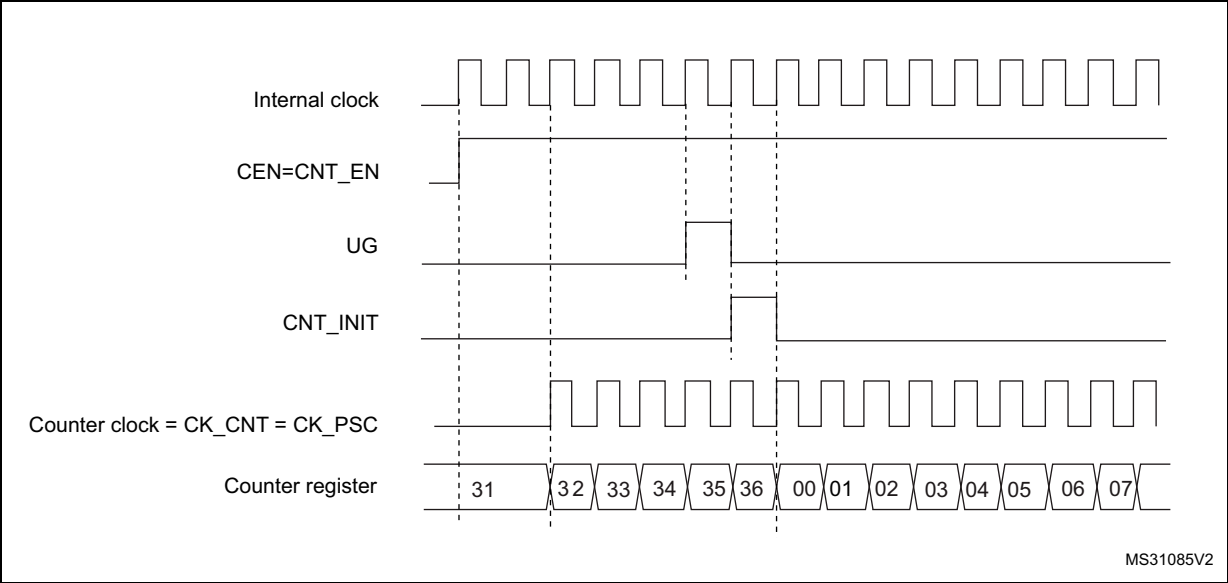 Internal clock
CEN=CNT_EN
UG
CNT_INIT
Counter clock = CK_CNT = CK_PSC
Counter register 31 32 33 34 35 36 00 01 02 03 04 05 06 07
MS31085V2